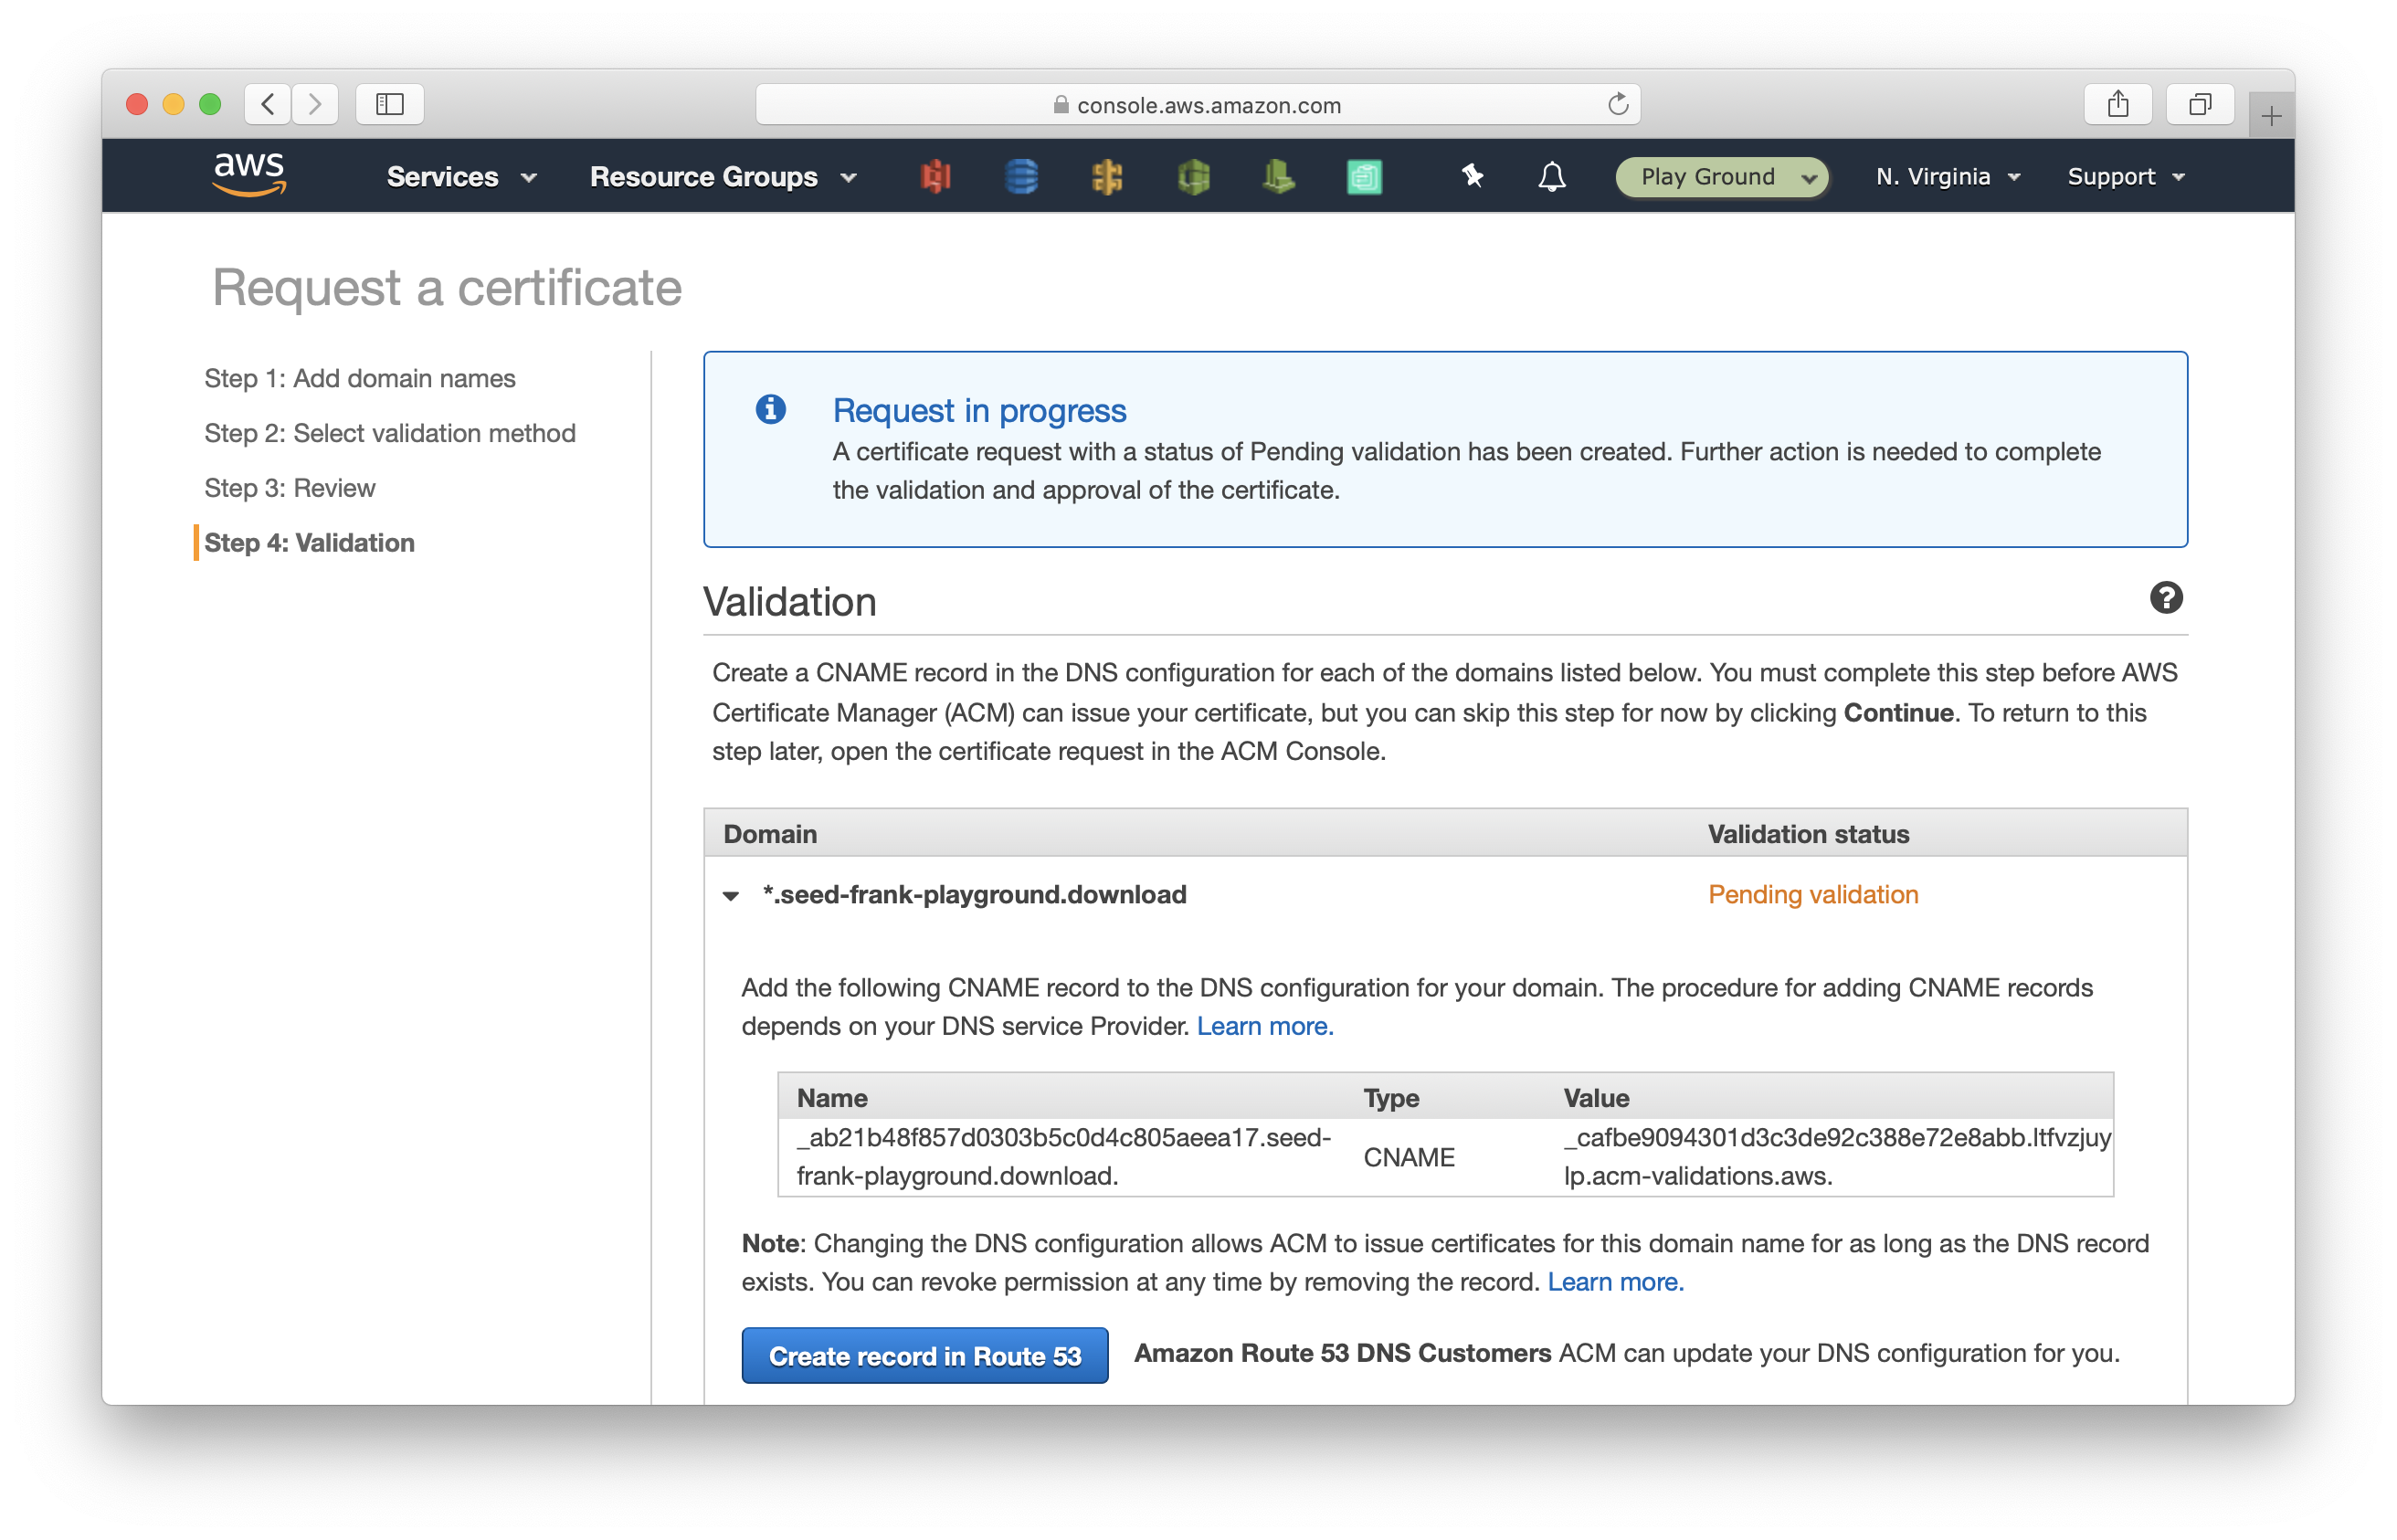 console.aws.amazon.com
aws Services Resource Groups Play Ground N. Virginia Support
Request a certificate
Step 1: Add domain names
Step 2: Select validation method
Step 3: Review
Step 4: Validation
Request in progress
A certificate request with a status of Pending validation has been created. Further action is needed to complete
the validation and approval of the certificate.
Validation
Create a CNAME record in the DNS configuration for each of the domains listed below. You must complete this step before AWS
Certificate Manager (ACM) can issue your certificate, but you can skip this step for now by clicking Continue. To return to this
step later, open the certificate request in the ACM Console.
Domain Validation status
*.seed-frank-playground.download Pending validation
Add the following CNAME record to the DNS configuration for your domain. The procedure for adding CNAME records
depends on your DNS service Provider. Learn more.
Name Type Value
_ab21b48f857d0303b5c0d4c805aeea17.seed-
frank-playground.download.
CNAME
_cafbe9094301d3c3de92c388e72e8abb.ltfvzjuy
lp.acm-validations.aws.
Note: Changing the DNS configuration allows ACM to issue certificates for this domain name for as long as the DNS record
exists. You can revoke permission at any time by removing the record. Learn more.
Create record in Route 53 Amazon Route 53 DNS Customers ACM can update your DNS configuration for you.